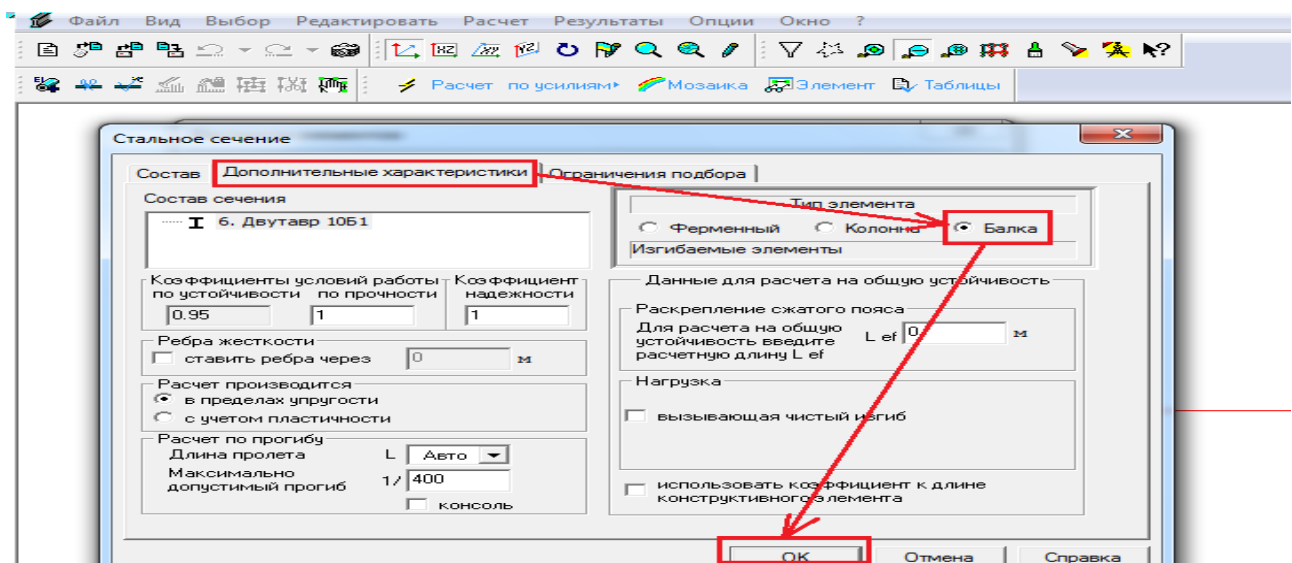 Файл Вид Выбор Редактировать Расчет Результаты Опции Окно ?
Расчет по усилиям Мозаика Элемент Таблицы
Стальное сечение
Состав Дополнительные характеристики Ограничения подбора
Состав сечения
6. Двутавр 10Б1
Тип элемента
Ферменный Колонна Балка
Изгибаемые элементы
Коэффициенты условий работы Коэффициент
по устойчивости по прочности надежности
0.95 1 1
Ребра жесткости
ставить ребра через 0 м
Расчет производится
в пределах упругости
с учетом пластичности
Расчет по прогибу
Длина пролета L Авто
Максимально
допустимый прогиб 1/ 400
консоль
Данные для расчета на общую устойчивость
Раскрепление сжатого пояса
Для расчета на общую
устойчивость введите
расчетную длину L ef
L ef 0 м
Нагрузка
вызывающая чистый изгиб
использовать коэффициент к длине
конструктивного элемента
ОК Отмена Справка